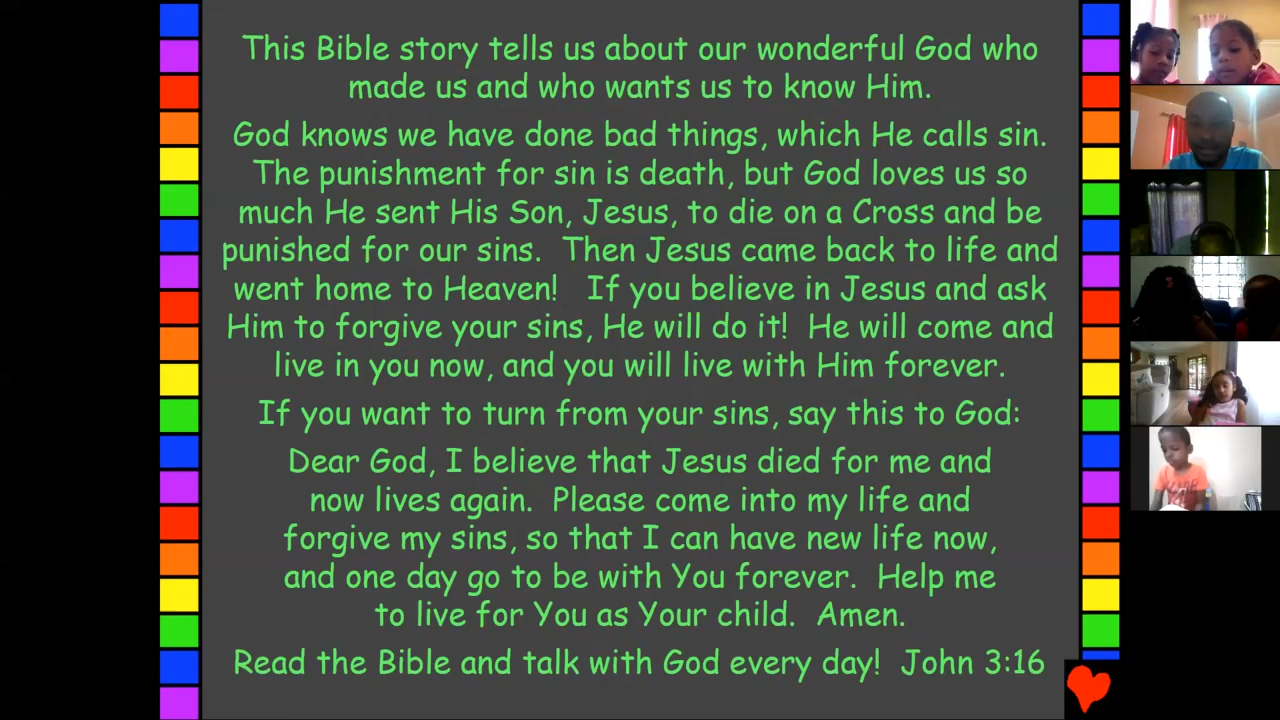 This Bible story tells us about our wonderful God who
made us and who wants us to know Him.
God knows we have done bad things, which He calls sin.
The punishment for sin is death, but God loves us so
much He sent His Son, Jesus, to die on a Cross and be
punished for our sins.  Then Jesus came back to life and
went home to Heaven!   If you believe in Jesus and ask
Him to forgive your sins, He will do it!  He will come and
live in you now, and you will live with Him forever.
If you want to turn from your sins, say this to God:
Dear God, I believe that Jesus died for me and
now lives again.  Please come into my life and
forgive my sins, so that I can have new life now,
and one day go to be with You forever.  Help me
to live for You as Your child.  Amen.
Read the Bible and talk with God every day!  John 3:16